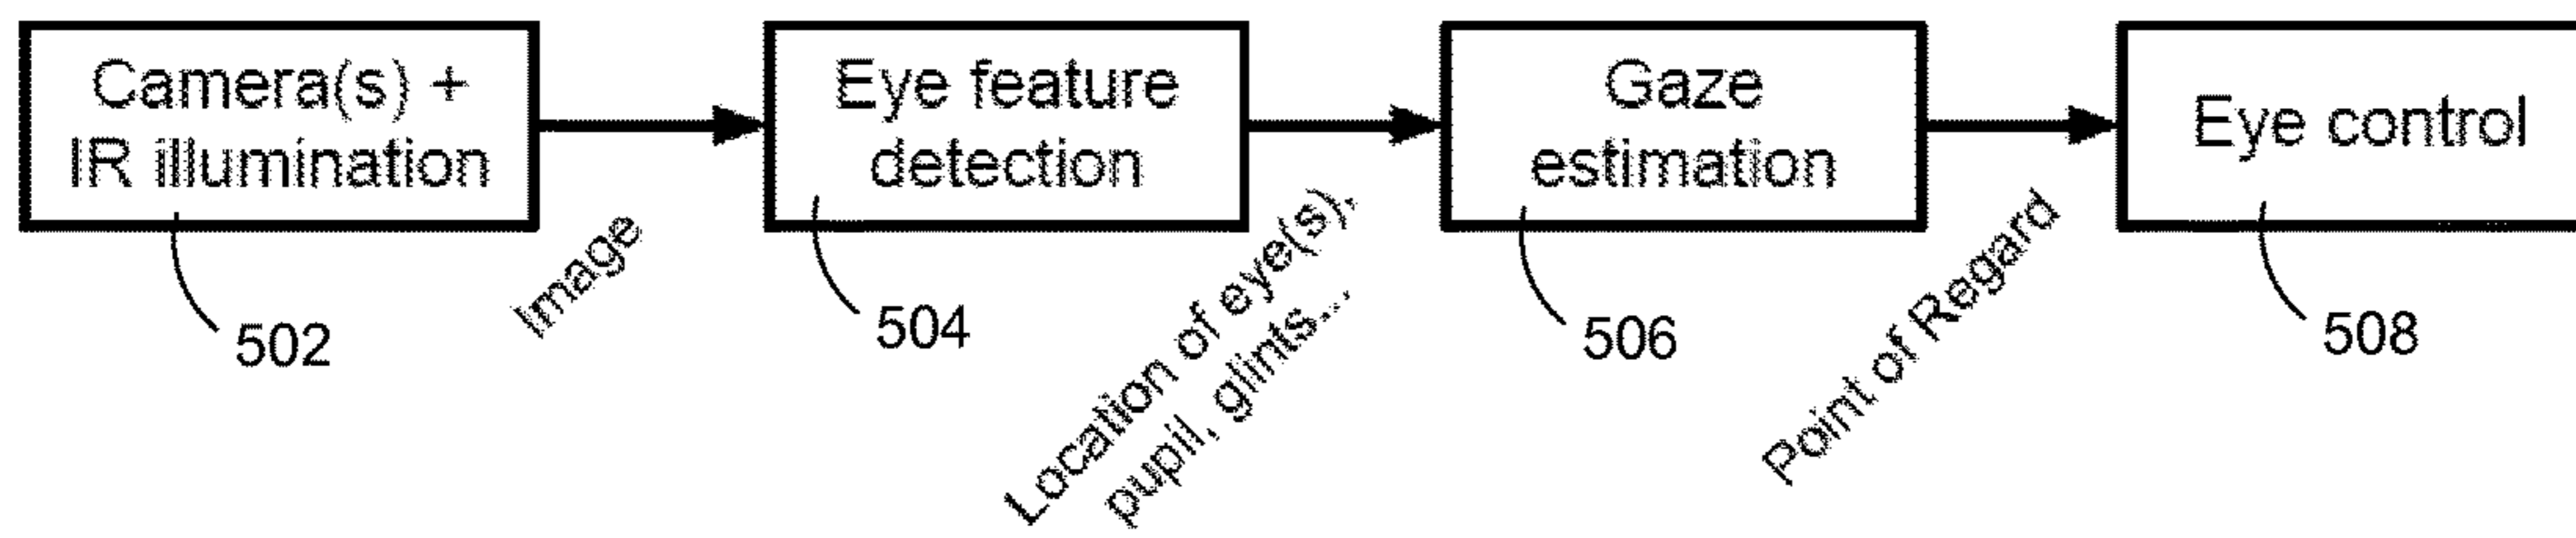 Camera(s) +
IR illumination
Eye feature
detection
Gaze
estimation
Eye control
502
Image
504
Location of eye(s),
pupil, glints...
506
Point of Regard
508